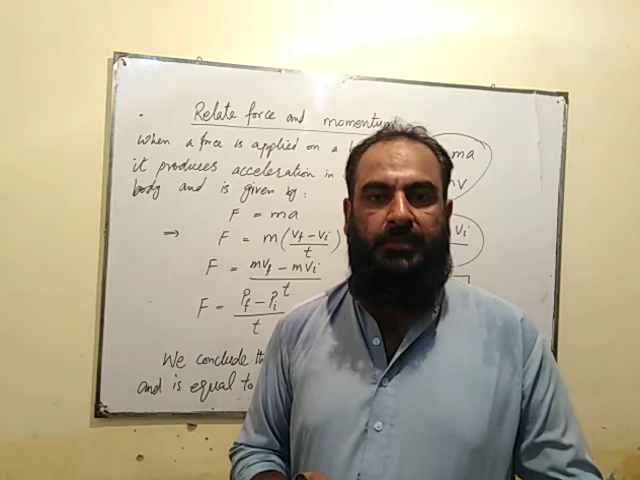 Relate force and momentum
When a force is applied on a
it produces acceleration in
body and is given by:
F = ma
⇒ F = m(vf - vi / t)
F = mvf - mvi / t
F = Pf - Pi / t
We conclude
and is equal to
ma
mv
vi